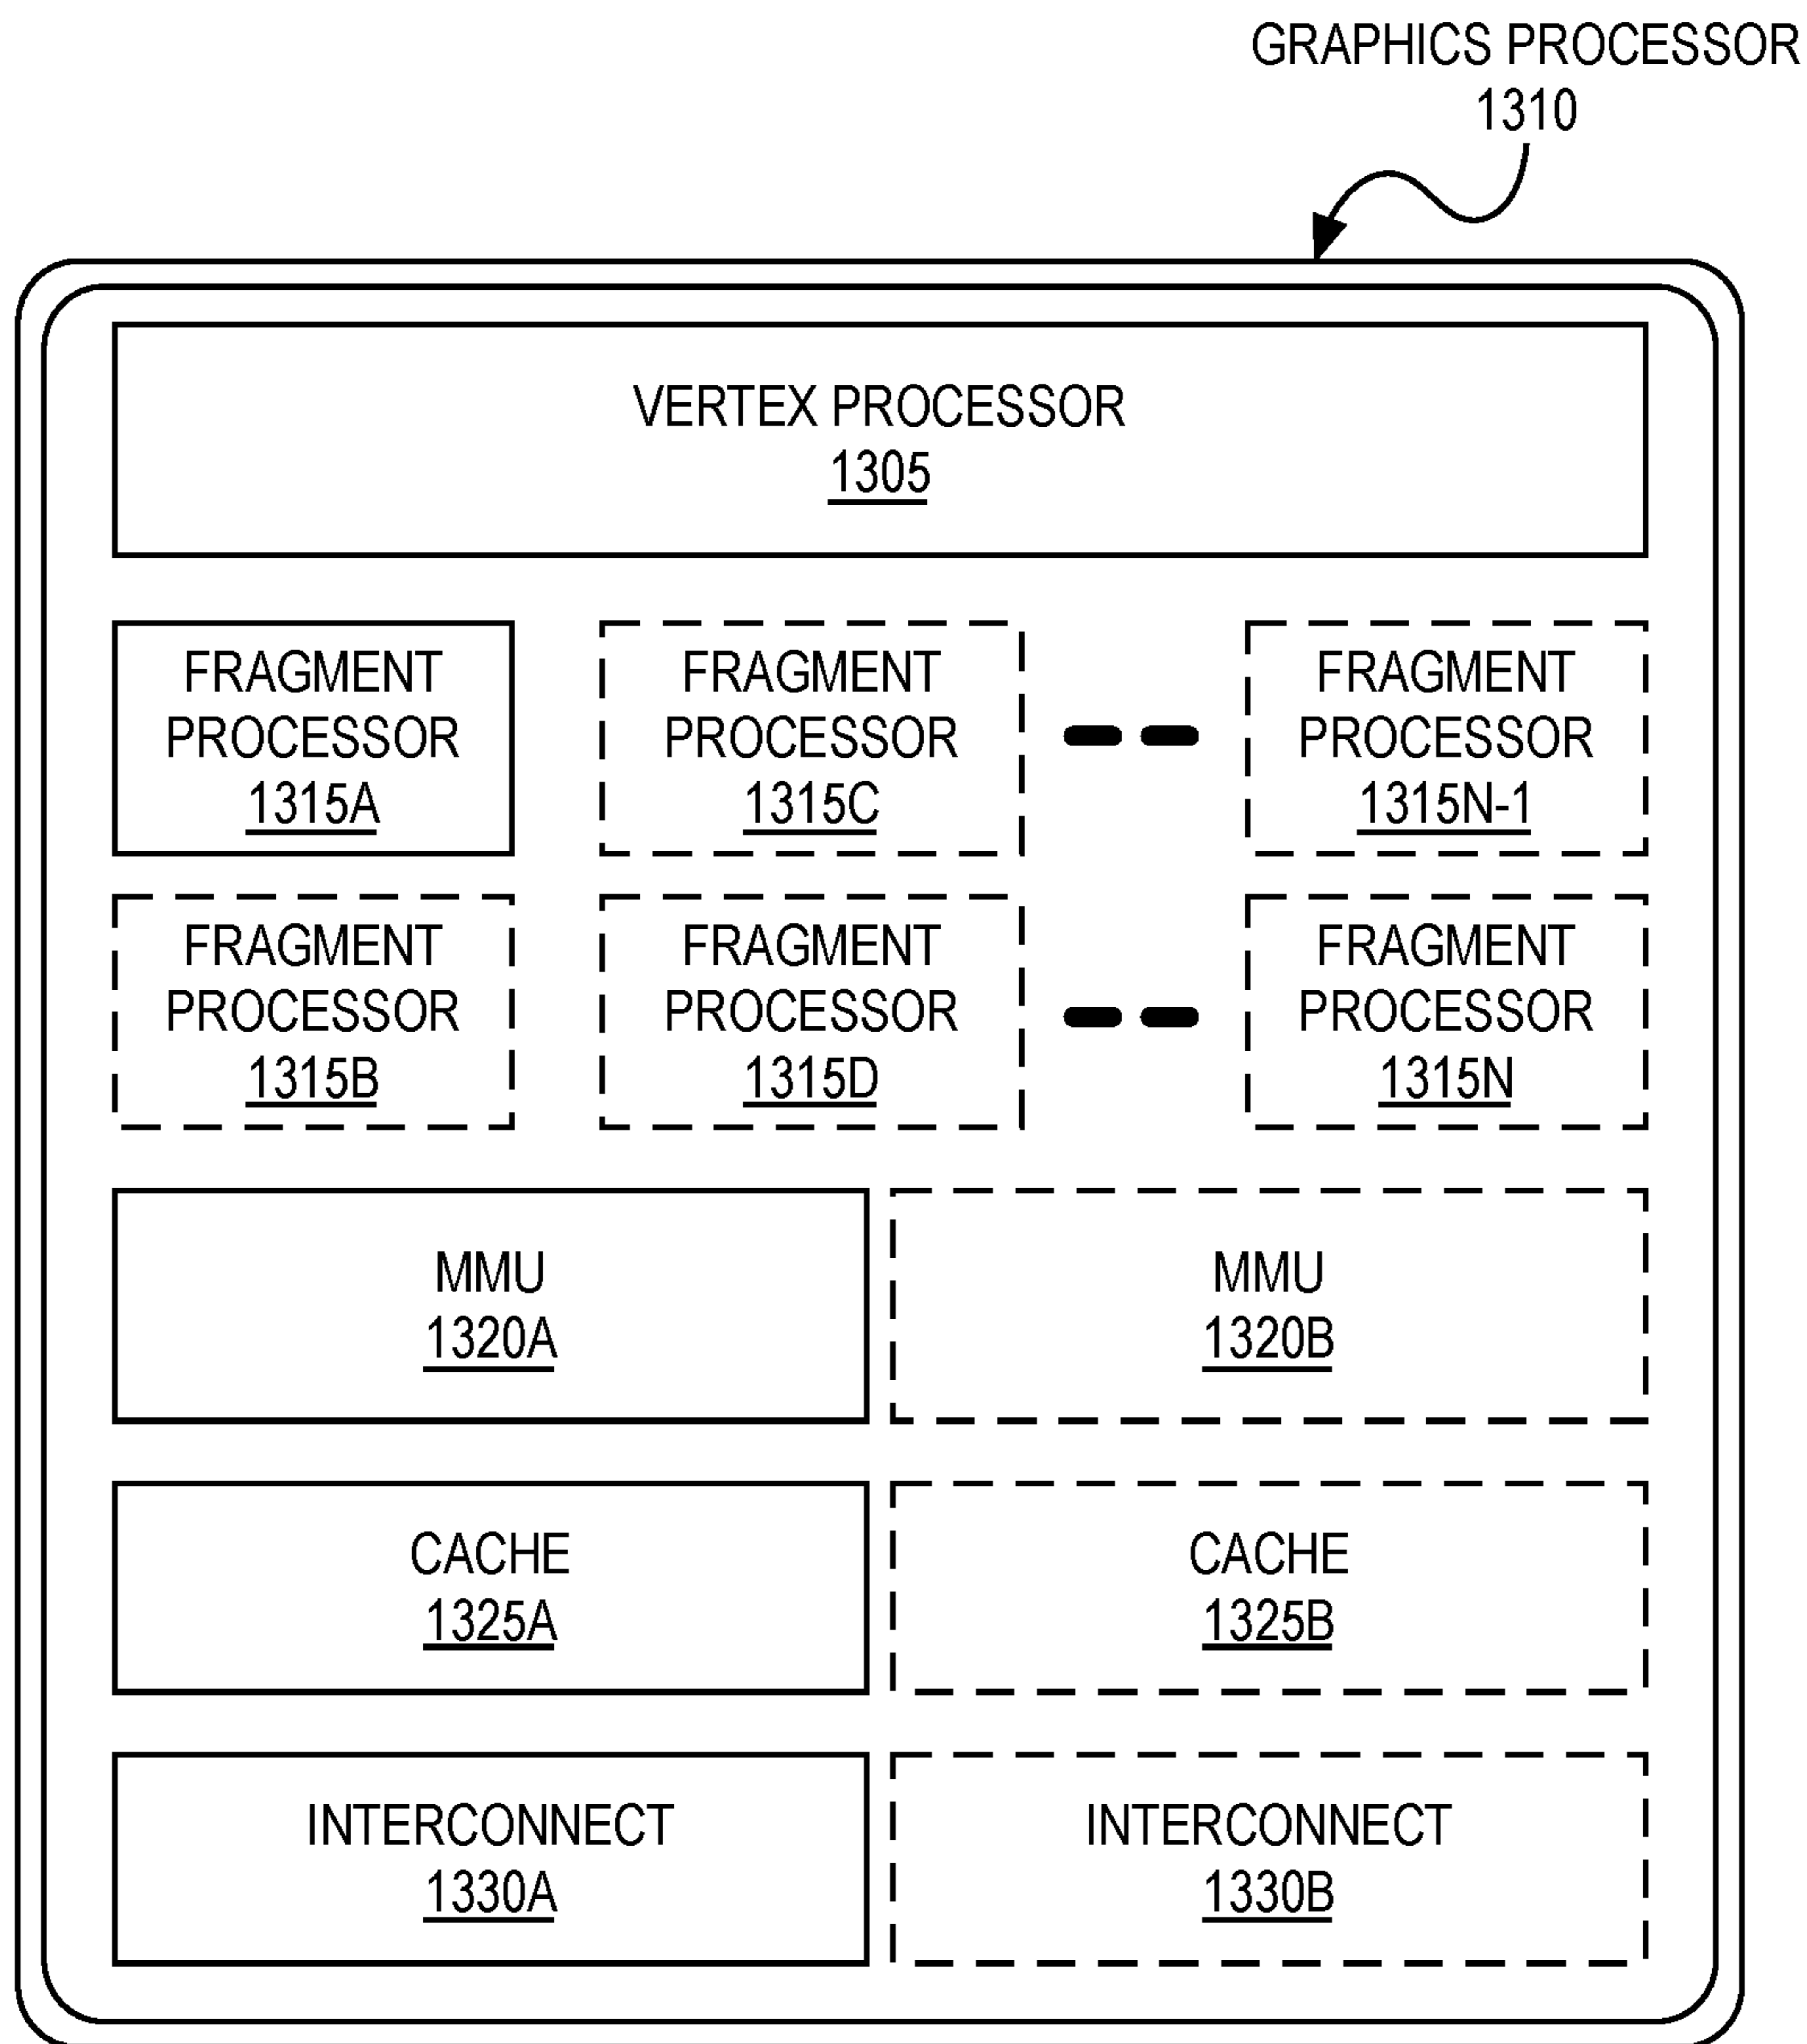 GRAPHICS PROCESSOR
1310
VERTEX PROCESSOR
1305
FRAGMENT
PROCESSOR
1315A
FRAGMENT
PROCESSOR
1315C
FRAGMENT
PROCESSOR
1315N-1
FRAGMENT
PROCESSOR
1315B
FRAGMENT
PROCESSOR
1315D
FRAGMENT
PROCESSOR
1315N
MMU
1320A
MMU
1320B
CACHE
1325A
CACHE
1325B
INTERCONNECT
1330A
INTERCONNECT
1330B